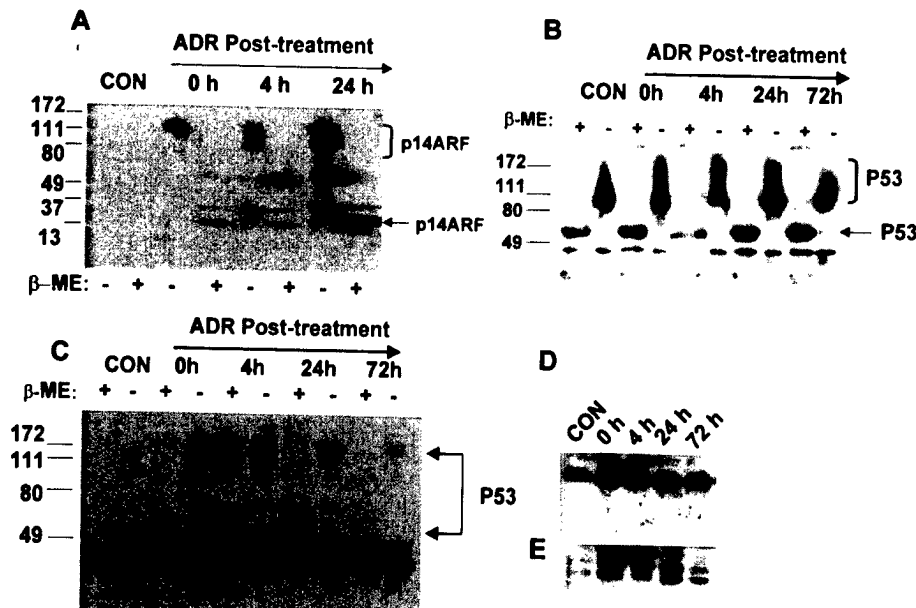 A
ADR Post-treatment
CON 0 h 4 h 24 h
172
111
80
49
37
13
p14ARF
p14ARF
β–ME: - + - + - + - +
B
ADR Post-treatment
CON 0h 4h 24h 72h
β-ME: + - + - + - + - + -
172
111
80
49
P53
P53
C
ADR Post-treatment
CON 0h 4h 24h 72h
β-ME: + - + - + - + - + -
172
111
80
49
P53
D
CON 0 h 4 h 24 h 72 h
E